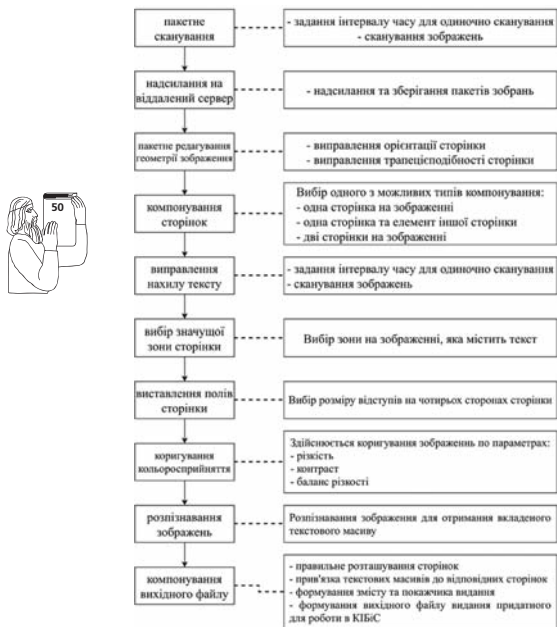 пакетне
сканування
- задання інтервалу часу для одиночно сканування
- сканування зображень
надсилання на
віддалений сервер
- надсилання та зберігання пакетів зобрань
пакетне редагування
геометрії зображення
- виправлення орієнтації сторінки
- виправлення трапецієподібності сторінки
50
компонування
сторінок
Вибір одного з можливих типів компонування:
- одна сторінка на зображенні
- одна сторінка та елемент іншої сторінки
- дві сторінки на зображенні
виправлення
нахилу тексту
- задання інтервалу часу для одиночно сканування
- сканування зображень
вибір значущої
зони сторінки
Вибір зони на зображенні, яка містить текст
виставлення полів
сторінки
Вибір розміру відступів на чотирьох сторонах сторінки
коригування
кольоросприйняття
Здійснюється коригування зображеннь по параметрах:
- різкість
- контраст
- баланс різкості
розпізнавання
зображень
Розпізнавання зображення для отримання вкладеного
текстового масиву
компонування
вихідного файлу
- правильне розташування сторінок
- прив'язка текстових масивів до відповідних сторінок
- формування змісту та покажчика видання
- формування вихідного файлу видання придатного
для роботи в КІБіС